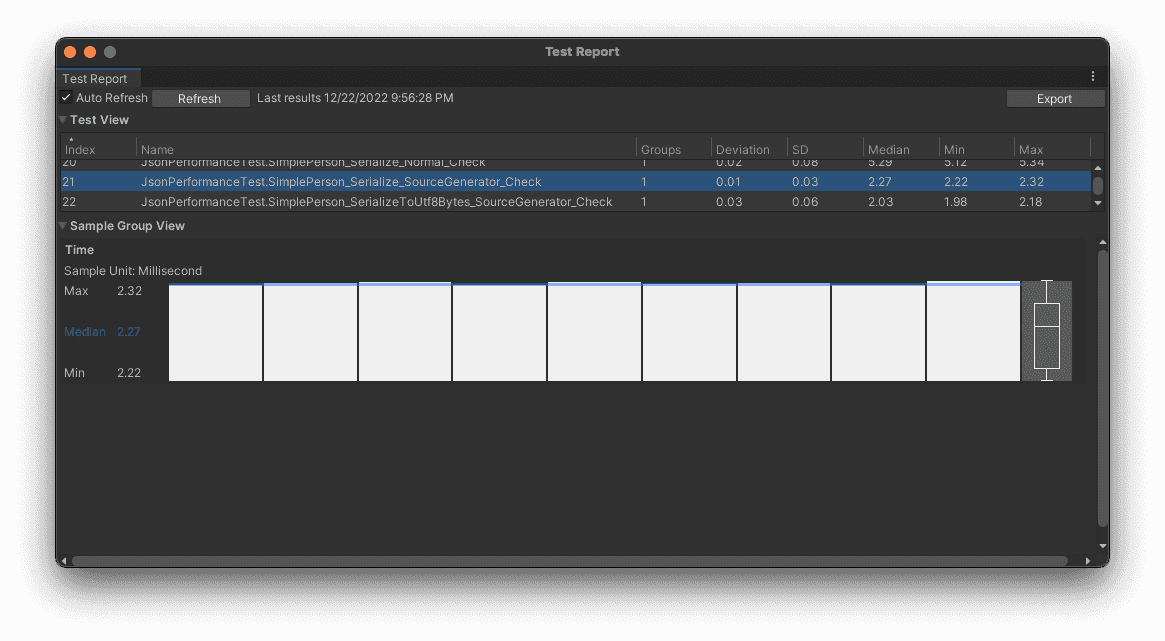 Test Report
Test Report
Auto Refresh Refresh Last results 12/22/2022 9:56:28 PM Export
Test View
Index Name Groups Deviation SD Median Min Max
20 JsonPerformanceTest.SimplePerson_Serialize_Normal_Check 1 0.02 0.08 5.29 5.12 5.34
21 JsonPerformanceTest.SimplePerson_Serialize_SourceGenerator_Check 1 0.01 0.03 2.27 2.22 2.32
22 JsonPerformanceTest.SimplePerson_SerializeToUtf8Bytes_SourceGenerator_Check 1 0.03 0.06 2.03 1.98 2.18
Sample Group View
Time
Sample Unit: Millisecond
Max 2.32
Median 2.27
Min 2.22